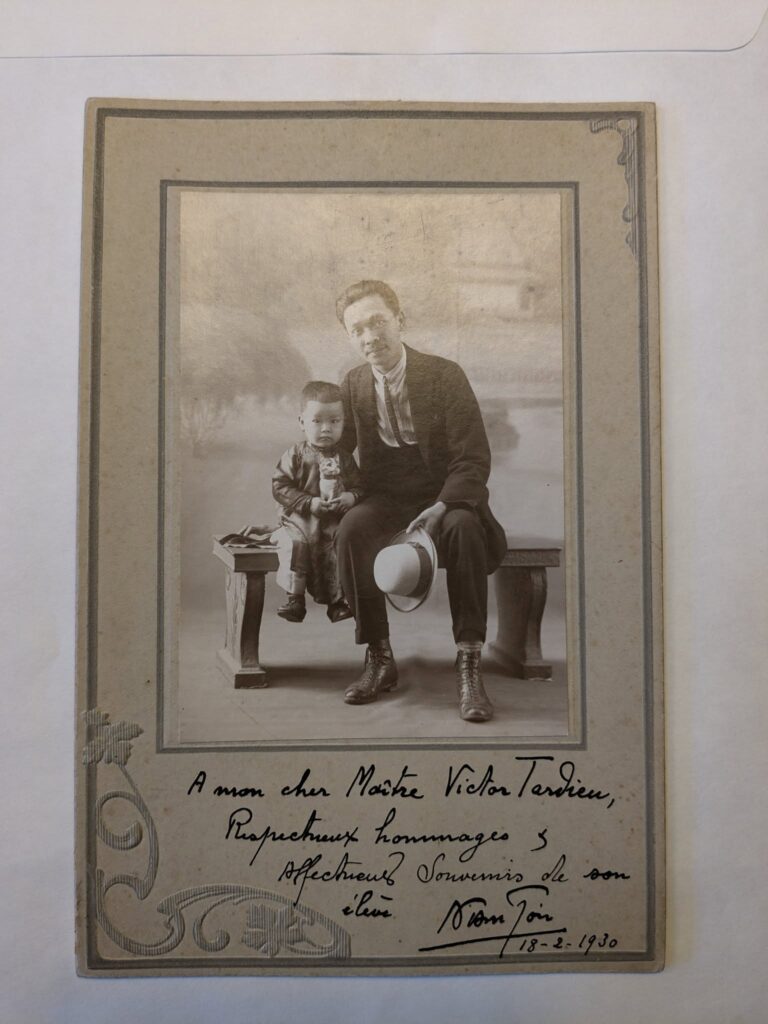 A mon cher Maître Victor Tardieu,
Respectueux hommages &
affectueux Souvenirs de son
élève Nam Sơn
18-2-1930